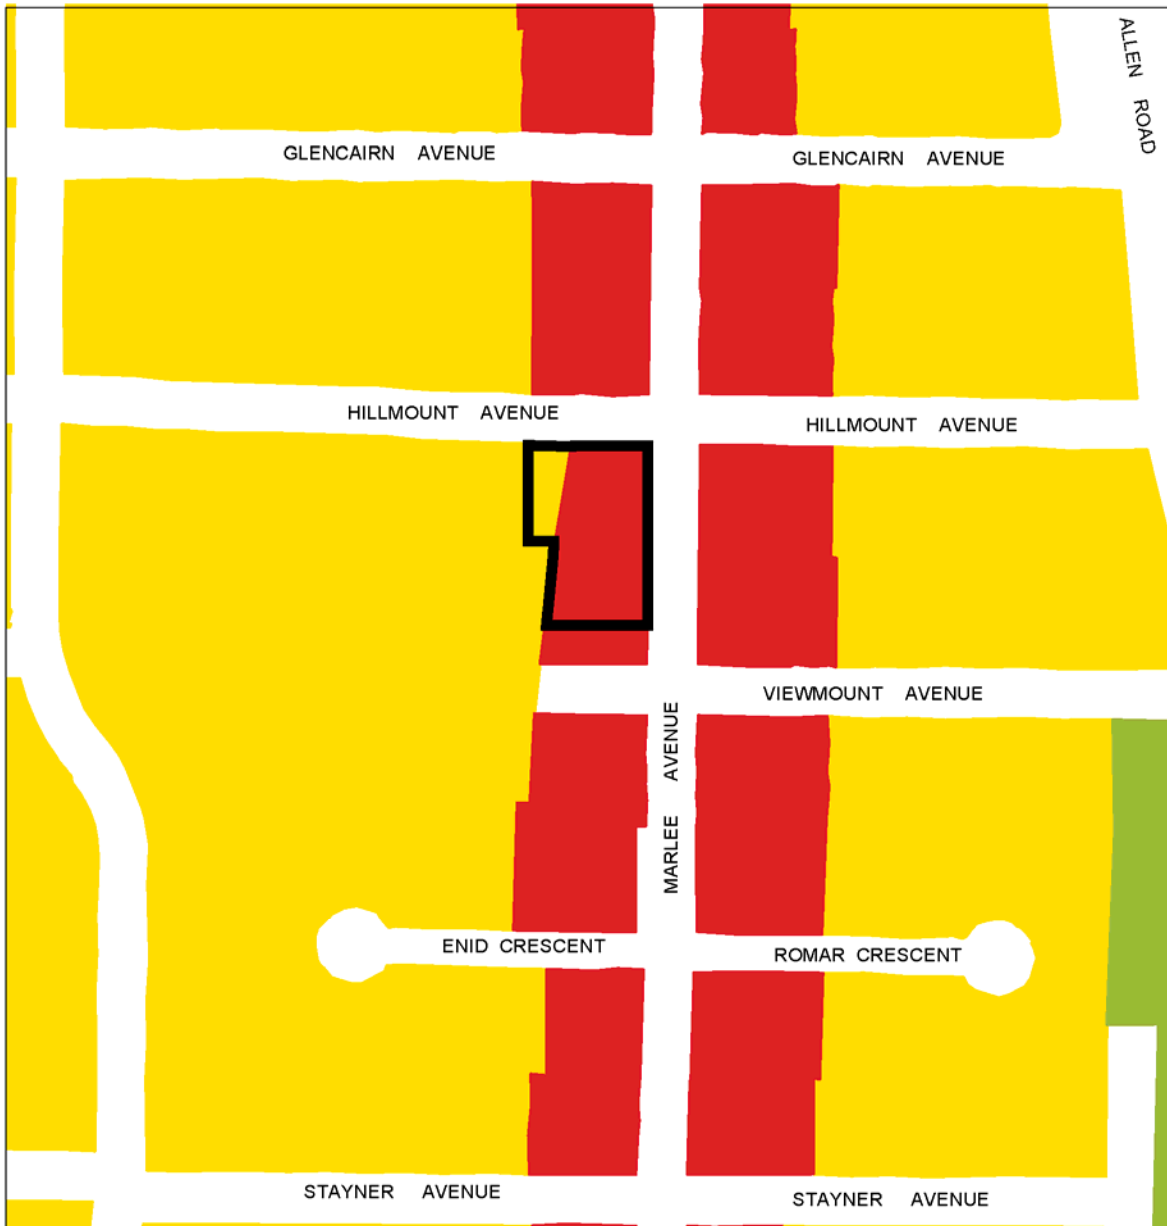 ALLEN ROAD
GLENCAIRN AVENUE
GLENCAIRN AVENUE
HILLMOUNT AVENUE
HILLMOUNT AVENUE
VIEWMOUNT AVENUE
MARLEE AVENUE
ENID CRESCENT
ROMAR CRESCENT
STAYNER AVENUE
STAYNER AVENUE